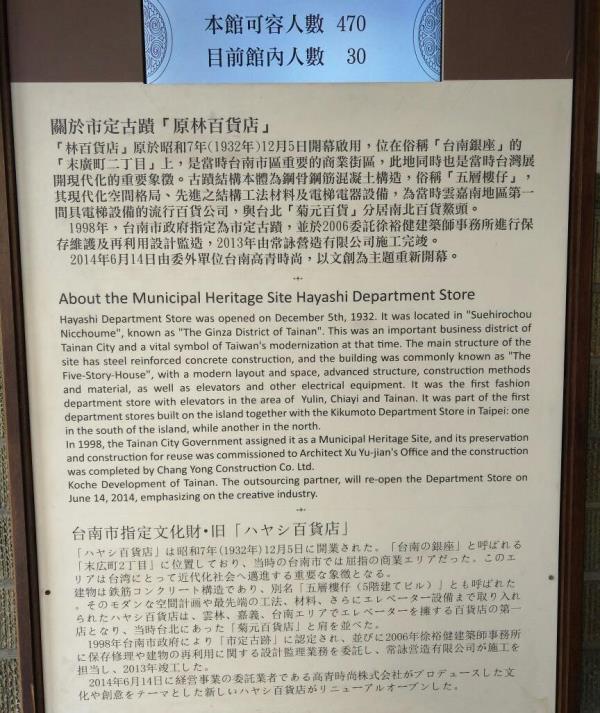 本館可容人數 470
目前館內人數 30
關於市定古蹟『原林百貨店』
『林百貨店』原於昭和7年(1932年)12月5日開幕啟用，位在俗稱「台南銀座」的
「末廣町二丁目」上，是當時台南市區重要的商業街區，此地同時也是當時台灣展
開現代化的重要象徵。古蹟結構本體為鋼骨鋼筋混凝土構造，俗稱「五層樓仔」，
其現代化空間格局、先進之結構工法材料及電梯電器設備，為當時雲嘉南地區第一
間具電梯設備的流行百貨公司，與台北『菊元百貨』分居南北百貨鰲頭。
1998年，台南市政府指定為市定古蹟，並於2006委託徐裕健建築師事務所進行保
存維護及再利用設計監造，2013年由常詠營造有限公司施工完竣。
2014年6月14日由委外單位台南高青時尚，以文創為主題重新開幕。
About the Municipal Heritage Site Hayashi Department Store
Hayashi Department Store was opened on December 5th, 1932. It was located in "Suehirochou
Nicchoume", known as "The Ginza District of Tainan". This was an important business district of
Tainan City and a vital symbol of Taiwan's modernization at that time. The main structure of the
site has steel reinforced concrete construction, and the building was commonly known as "The
Five-Story-House", with a modern layout and space, advanced structure, construction methods
and material, as well as elevators and other electrical equipment. It was the first fashion
department store with elevators in the area of Yulin, Chiayi and Tainan. It was part of the first
department stores built on the island together with the Kikumoto Department Store in Taipei: one
in the south of the island, while another in the north.
In 1998, the Tainan City Government assigned it as a Municipal Heritage Site, and its preservation
and construction for reuse was commissioned to Architect Xu Yu-jian's Office and the construction
was completed by Chang Yong Construction Co. Ltd.
Koche Development of Tainan. The outsourcing partner, will re-open the Department Store on
June 14, 2014, emphasizing on the creative industry.
台南市指定文化財・旧「ハヤシ百貨店」
「ハヤシ百貨店」は昭和7年(1932年)12月5日に開業された。「台南の銀座」と呼ばれる
「末広町2丁目」に位置しており、当時の台南市では屈指の商業エリアだった。このエ
リアは台湾にとって近代化社会へ邁進する重要な象徴となる。
建物は鉄筋コンクリート構造であり、別名「五層樓仔（5階建てビル）」とも呼ばれた
。そのモダンな空間計画や最先端の工法、材料、さらにエレベーター設備まで取り入れ
られたハヤシ百貨店は、雲林、嘉義、台南エリアでエレベーターを擁する百貨店の第一
店となり、当時台北にあった「菊元百貨店」と肩を並べた。
1998年台南市政府により「市定古跡」に認定され、並びに2006年徐裕健建築師事務所
に保存修理や建物の再利用に関する設計監理業務を委託し、常詠營造有限公司が施工を
担当し、2013年竣工した。
2014年6月14日に経営事業の委託業者である高青時尚株式会社がプロデュースした文
化や創意をテーマとした新しいハヤシ百貨店がリニューアルオープンした。